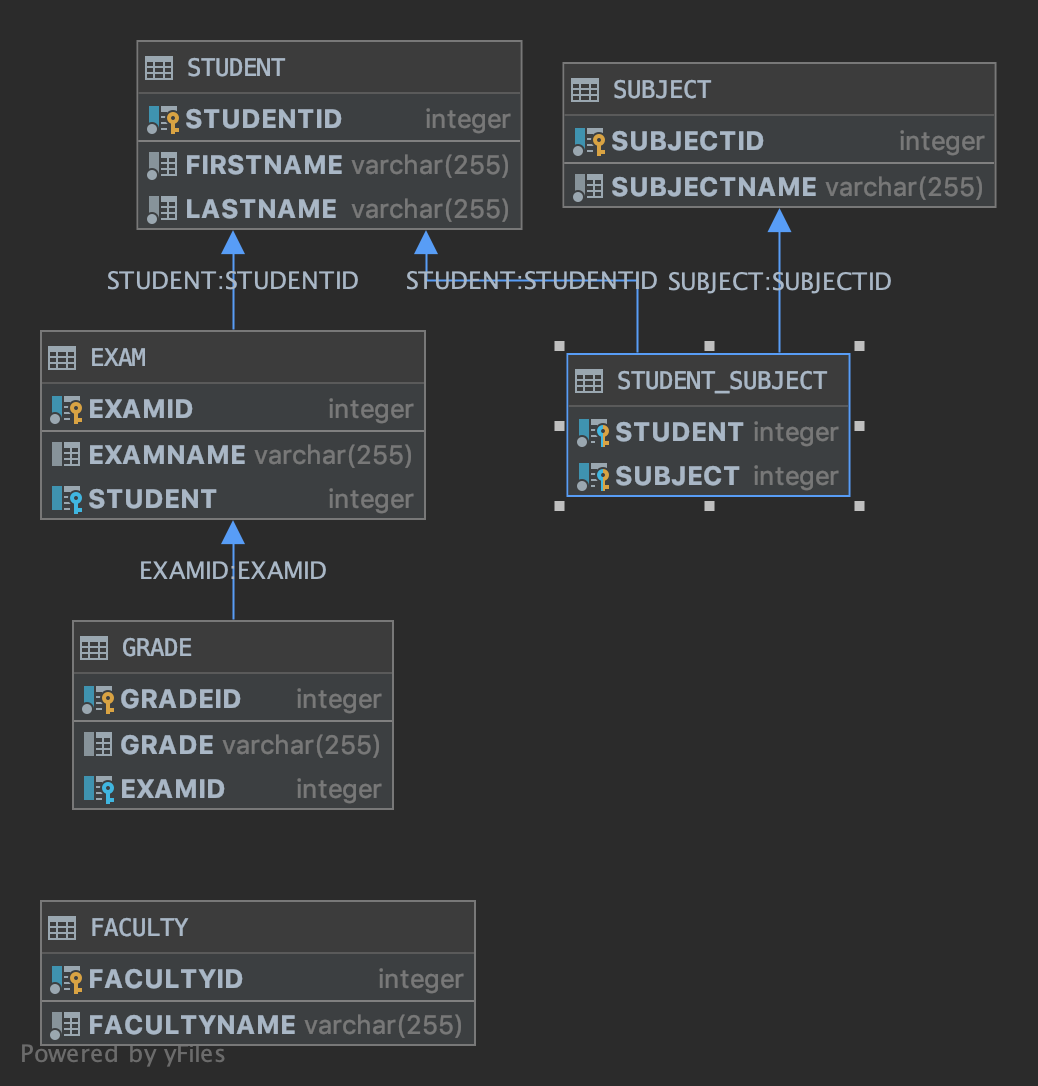 STUDENT
STUDENTID integer
FIRSTNAME varchar(255)
LASTNAME varchar(255)
SUBJECT
SUBJECTID integer
SUBJECTNAME varchar(255)
STUDENT:STUDENTID
STUDENT:STUDENTID
SUBJECT:SUBJECTID
EXAM
EXAMID integer
EXAMNAME varchar(255)
STUDENT integer
STUDENT_SUBJECT
STUDENT integer
SUBJECT integer
EXAMID:EXAMID
GRADE
GRADEID integer
GRADE varchar(255)
EXAMID integer
FACULTY
FACULTYID integer
FACULTYNAME varchar(255)
Powered by yFiles